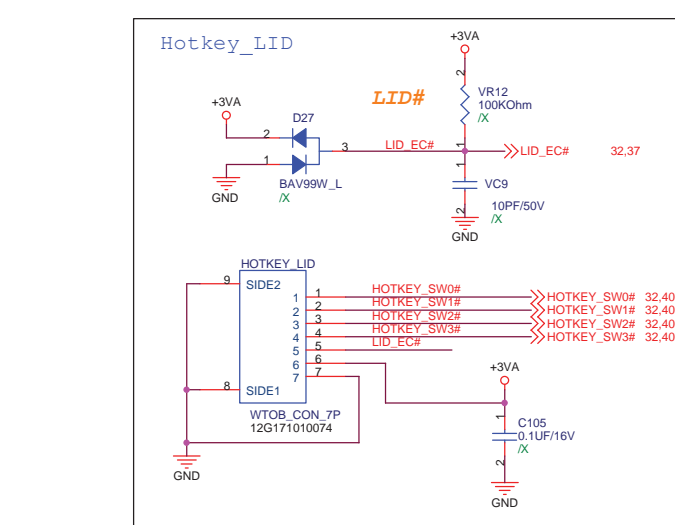 Hotkey_LID
+3VA
LID#
2
VR12
100KOhm
/X
1
+3VA
D27
2
1
3
LID_EC#
LID_EC# 32,37
BAV99W_L
/X
GND
1
VC9
10PF/50V
/X
2
GND
HOTKEY_LID
9 SIDE2
8 SIDE1
1 1 HOTKEY_SW0# HOTKEY_SW0# 32,40
2 2 HOTKEY_SW1# HOTKEY_SW1# 32,40
3 3 HOTKEY_SW2# HOTKEY_SW2# 32,40
4 4 HOTKEY_SW3# HOTKEY_SW3# 32,40
5 5 LID_EC#
6 6
7 7
WTOB_CON_7P
12G171010074
GND
+3VA
1
C105
0.1UF/16V
/X
2
GND